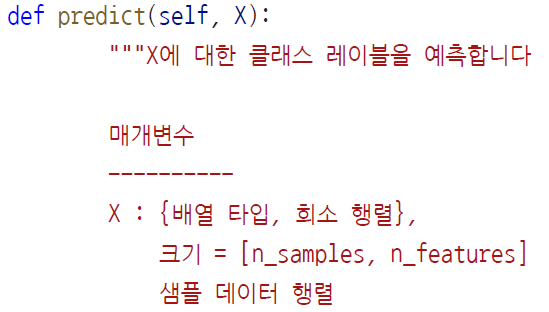 def predict(self, X):
"""X에 대한 클래스 레이블을 예측합니다
매개변수
----------
X : {배열 타입, 희소 행렬},
크기 = [n_samples, n_features]
샘플 데이터 행렬